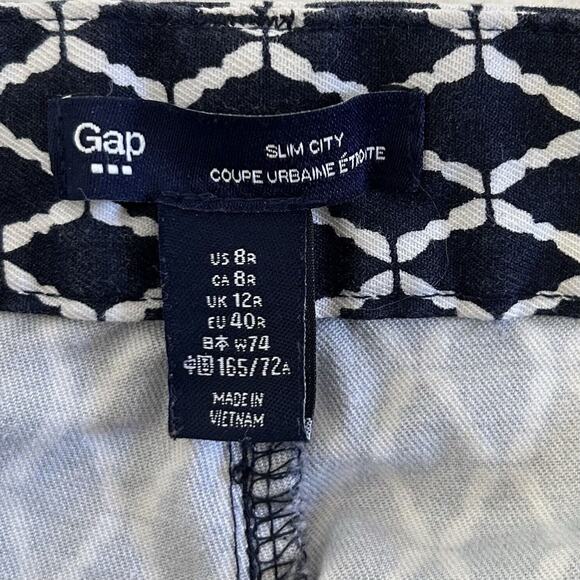 Gap
SLIM CITY
COUPE URBAINE ÉTROITE
US 8R
CA 8R
UK 12R
EU 40R
日本 W74
中国 165/72A
MADE IN
VIETNAM